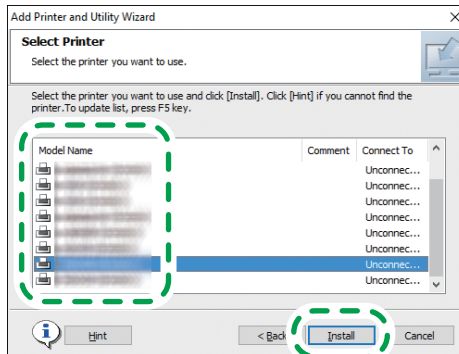 Add Printer and Utility Wizard
Select Printer
Select the printer you want to use.
Select the printer you want to use and click [Install]. Click [Hint] if you cannot find the
printer.To update list, press F5 key.
Model Name Comment Connect To
Unconnec...
Unconnec...
Unconnec...
Unconnec...
Unconnec...
Unconnec...
Unconnec...
Unconnec...
Hint < Back Install Cancel